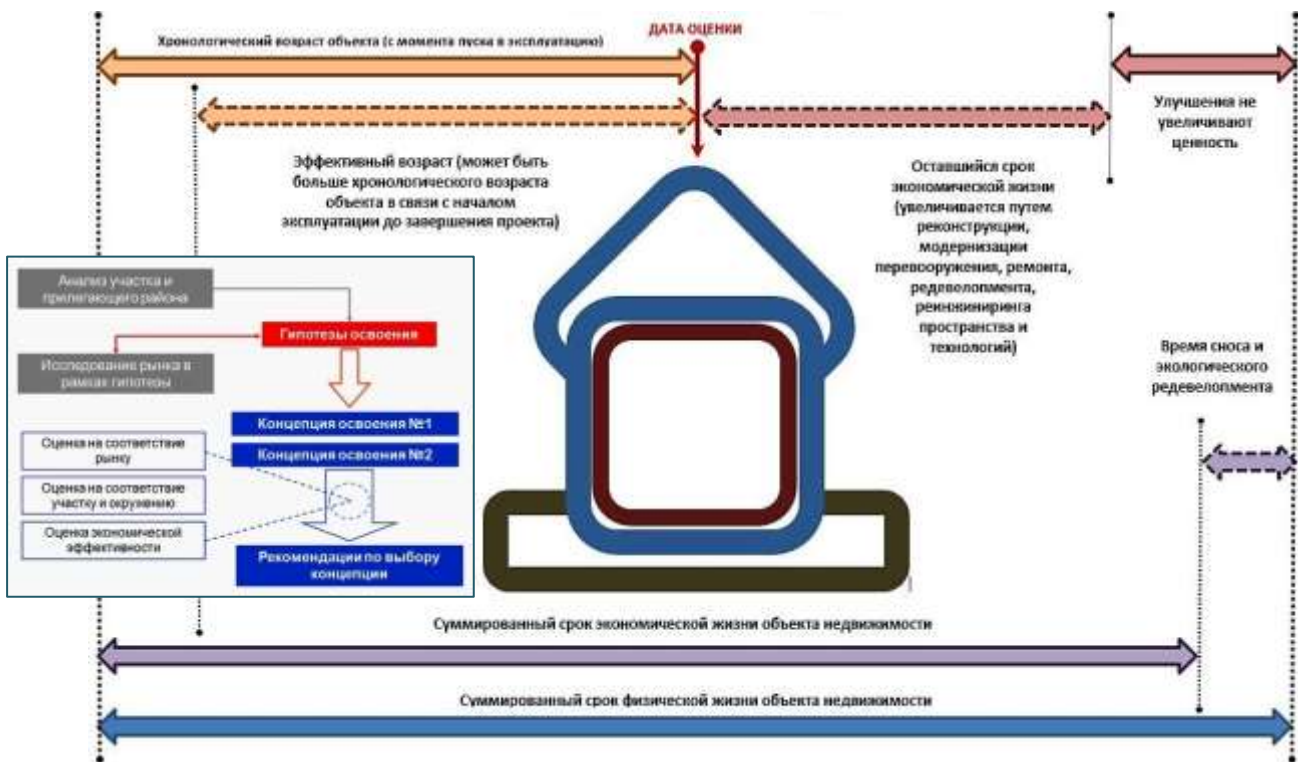 ДАТА ОЦЕНКИ
Хронологический возраст объекта (с момента пуска в эксплуатацию)
Улучшения не
увеличивают
ценность
Эффективный возраст (может быть
больше хронологического возраста
объекта в связи с началом
эксплуатации до завершения проекта)
Оставшийся срок
экономической жизни
(увеличивается путем
реконструкции,
модернизации
перевооружения, ремонта,
редевелопмента,
реинжиниринга
пространства и
технологий)
Время сноса и
экологического
редевелопмента
Анализ участка и
прилягающего района
Гипотезы освоения
Исследование рынка в
рамках гипотезы
Концепция освоения №1
Концепция освоения №2
Оценка на соответствие
рынку
Оценка на соответствие
участку и окружению
Оценка экономической
эффективности
Рекомендации по выбору
концепции
Суммированный срок экономической жизни объекта недвижимости
Суммированный срок физической жизни объекта недвижимости